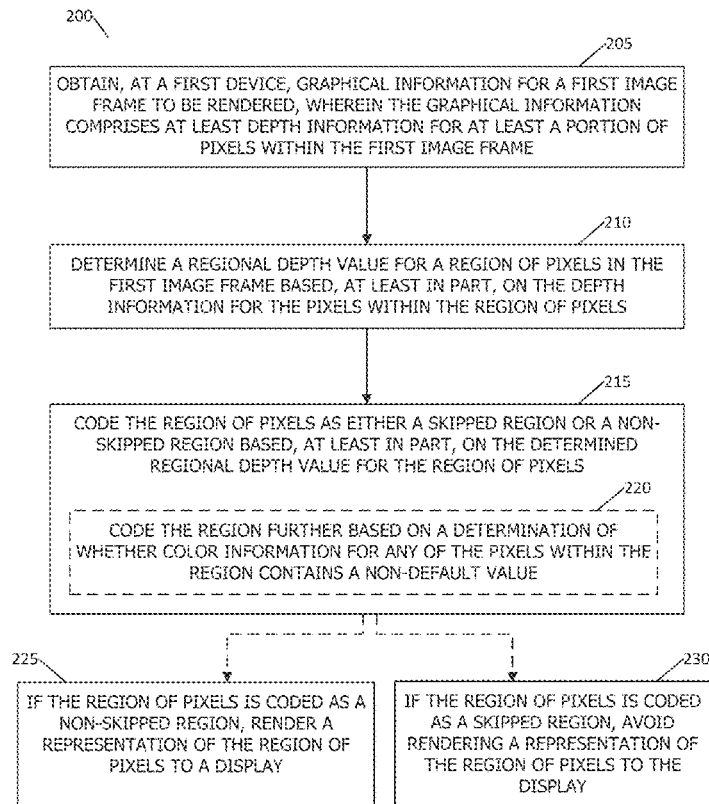 200
205
OBTAIN, AT A FIRST DEVICE, GRAPHICAL INFORMATION FOR A FIRST IMAGE
FRAME TO BE RENDERED, WHEREIN THE GRAPHICAL INFORMATION
COMPRISES AT LEAST DEPTH INFORMATION FOR AT LEAST A PORTION OF
PIXELS WITHIN THE FIRST IMAGE FRAME
210
DETERMINE A REGIONAL DEPTH VALUE FOR A REGION OF PIXELS IN THE
FIRST IMAGE FRAME BASED, AT LEAST IN PART, ON THE DEPTH
INFORMATION FOR THE PIXELS WITHIN THE REGION OF PIXELS
215
CODE THE REGION OF PIXELS AS EITHER A SKIPPED REGION OR A NON-
SKIPPED REGION BASED, AT LEAST IN PART, ON THE DETERMINED
REGIONAL DEPTH VALUE FOR THE REGION OF PIXELS
220
CODE THE REGION FURTHER BASED ON A DETERMINATION OF
WHETHER COLOR INFORMATION FOR ANY OF THE PIXELS WITHIN THE
REGION CONTAINS A NON-DEFAULT VALUE
225
IF THE REGION OF PIXELS IS CODED AS A
NON-SKIPPED REGION, RENDER A
REPRESENTATION OF THE REGION OF
PIXELS TO A DISPLAY
230
IF THE REGION OF PIXELS IS CODED
AS A SKIPPED REGION, AVOID
RENDERING A REPRESENTATION OF
THE REGION OF PIXELS TO THE
DISPLAY